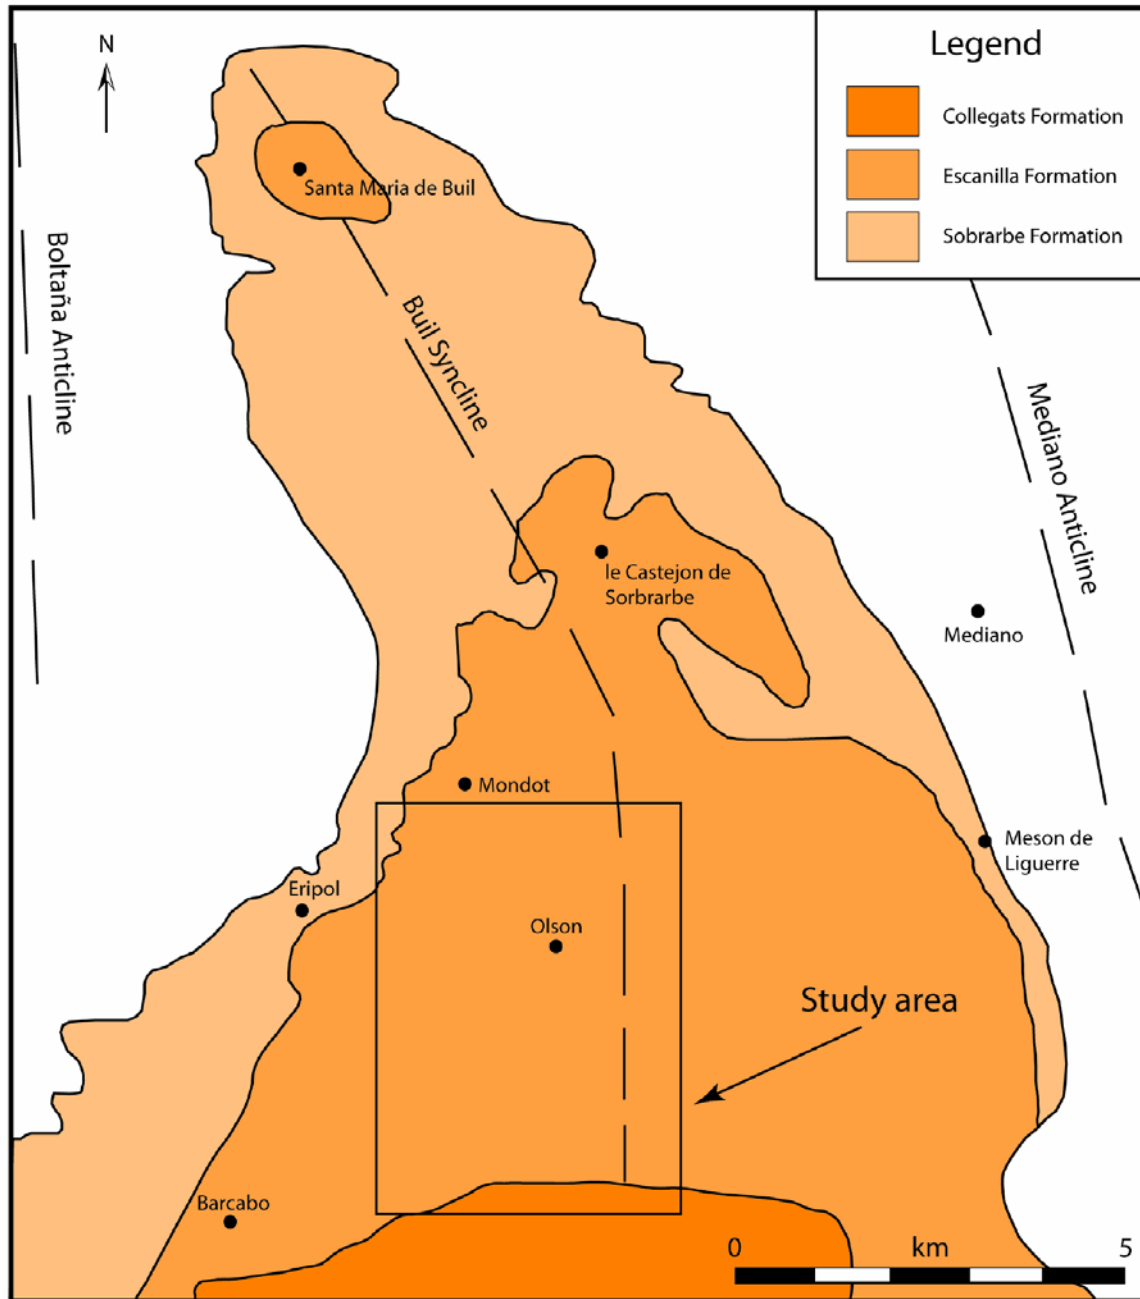 N
Legend
Collegats Formation
Escanilla Formation
Sobrarbe Formation
Santa Maria de Buil
Boltaña Anticline
Buil Syncline
Mediano Anticline
le Castejon de
Sorbrarbe
Mediano
Mondot
Meson de
Liguerre
Eripol
Olson
Study area
Barcabo
0 km 5